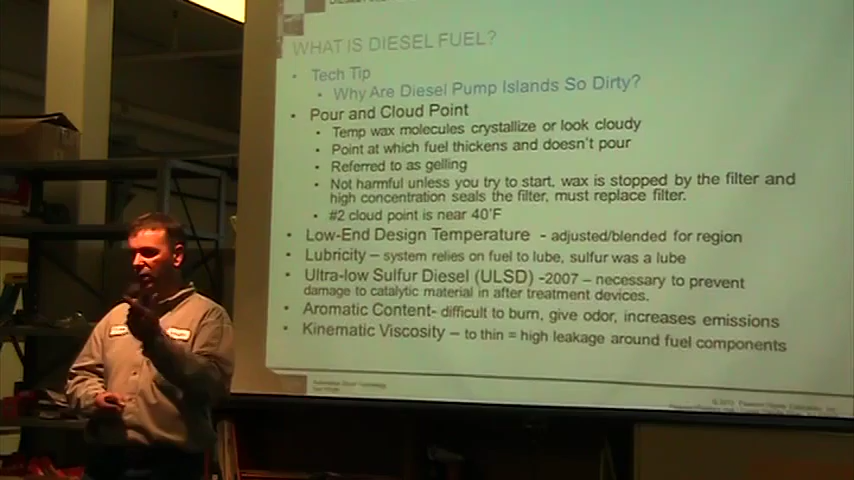 WHAT IS DIESEL FUEL?
• Tech Tip
• Why Are Diesel Pump Islands So Dirty?
• Pour and Cloud Point
• Temp wax molecules crystallize or look cloudy
• Point at which fuel thickens and doesn't pour
• Referred to as gelling
• Not harmful unless you try to start, wax is stopped by the filter and
high concentration seals the filter, must replace filter.
• #2 cloud point is near 40'F
• Low-End Design Temperature - adjusted/blended for region
• Lubricity – system relies on fuel to lube, sulfur was a lube
• Ultra-low Sulfur Diesel (ULSD) -2007 – necessary to prevent
damage to catalytic material in after treatment devices.
• Aromatic Content- difficult to burn, give odor, increases emissions
• Kinematic Viscosity – to thin = high leakage around fuel components